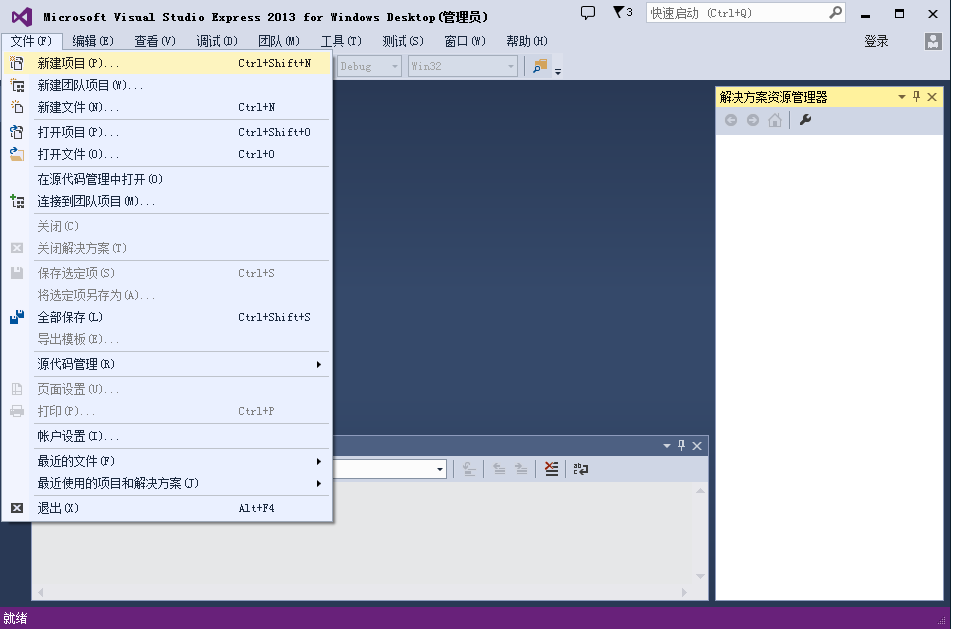 Microsoft Visual Studio Express 2013 for Windows Desktop(管理员)
3
快速启动 (Ctrl+Q)
文件(F) 编辑(E) 查看(V) 调试(D) 团队(M) 工具(T) 测试(S) 窗口(W) 帮助(H) 登录
新建项目(P)... Ctrl+Shift+N
Debug Win32
新建团队项目(W)...
新建文件(N)... Ctrl+N
打开项目(P)... Ctrl+Shift+O
打开文件(O)... Ctrl+O
在源代码管理中打开(O)
连接到团队项目(M)...
关闭(C)
关闭解决方案(T)
保存选定项(S) Ctrl+S
将选定项另存为(A)...
全部保存(L) Ctrl+Shift+S
导出模板(E)...
源代码管理(R)
页面设置(U)...
打印(P)... Ctrl+P
帐户设置(I)...
最近的文件(F)
最近使用的项目和解决方案(J)
退出(X) Alt+F4
解决方案资源管理器
就绪